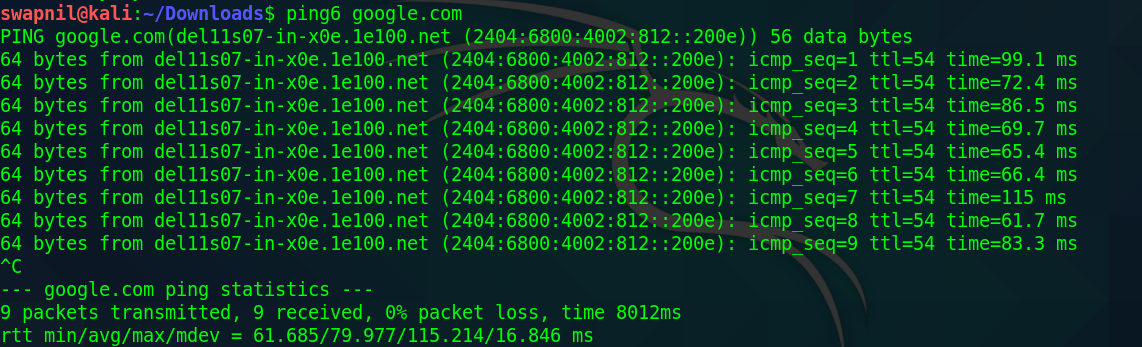 swapnil@kali:~/Downloads$ ping6 google.com
PING google.com(del11s07-in-x0e.1e100.net (2404:6800:4002:812::200e)) 56 data bytes
64 bytes from del11s07-in-x0e.1e100.net (2404:6800:4002:812::200e): icmp_seq=1 ttl=54 time=99.1 ms
64 bytes from del11s07-in-x0e.1e100.net (2404:6800:4002:812::200e): icmp_seq=2 ttl=54 time=72.4 ms
64 bytes from del11s07-in-x0e.1e100.net (2404:6800:4002:812::200e): icmp_seq=3 ttl=54 time=86.5 ms
64 bytes from del11s07-in-x0e.1e100.net (2404:6800:4002:812::200e): icmp_seq=4 ttl=54 time=69.7 ms
64 bytes from del11s07-in-x0e.1e100.net (2404:6800:4002:812::200e): icmp_seq=5 ttl=54 time=65.4 ms
64 bytes from del11s07-in-x0e.1e100.net (2404:6800:4002:812::200e): icmp_seq=6 ttl=54 time=66.4 ms
64 bytes from del11s07-in-x0e.1e100.net (2404:6800:4002:812::200e): icmp_seq=7 ttl=54 time=115 ms
64 bytes from del11s07-in-x0e.1e100.net (2404:6800:4002:812::200e): icmp_seq=8 ttl=54 time=61.7 ms
64 bytes from del11s07-in-x0e.1e100.net (2404:6800:4002:812::200e): icmp_seq=9 ttl=54 time=83.3 ms
^C
--- google.com ping statistics ---
9 packets transmitted, 9 received, 0% packet loss, time 8012ms
rtt min/avg/max/mdev = 61.685/79.977/115.214/16.846 ms